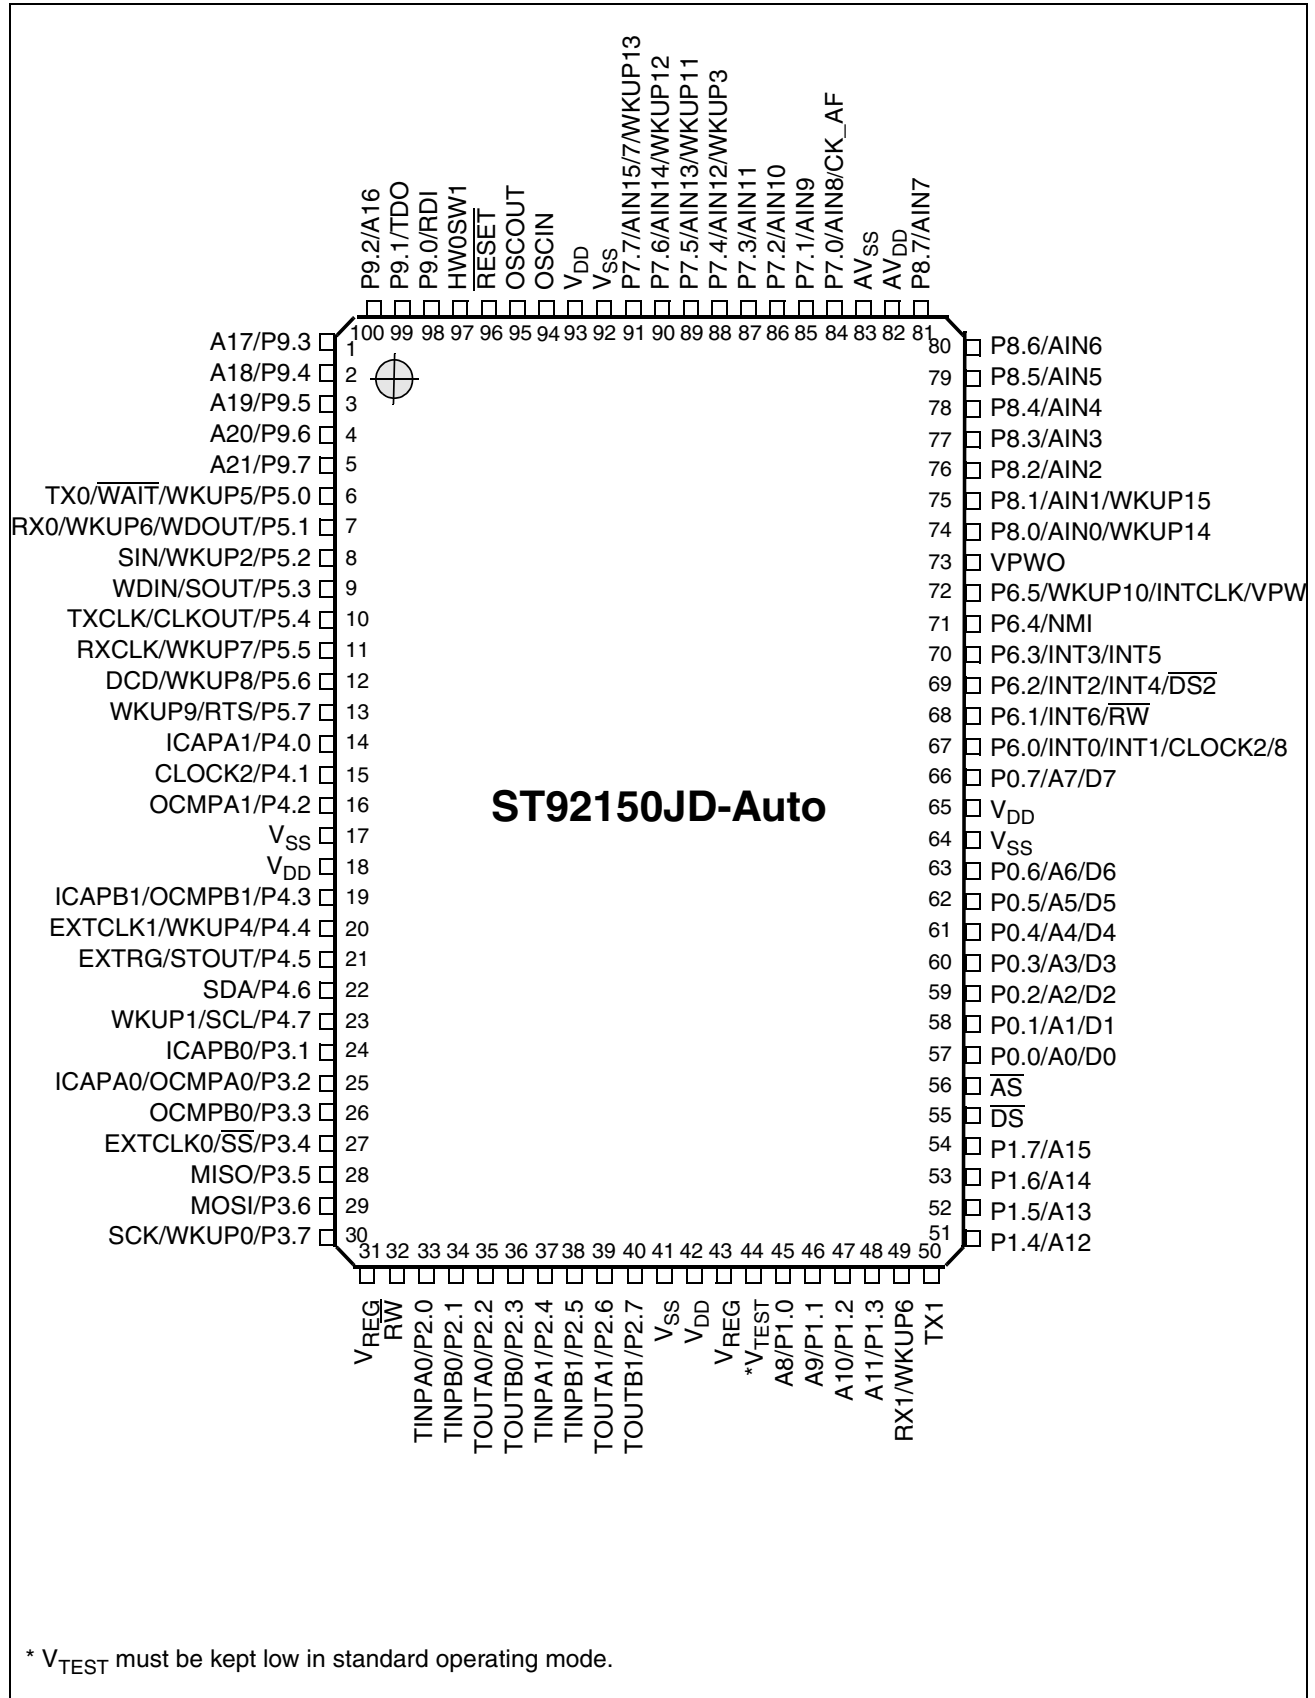 P9.2/A16
P9.1/TDO
P9.0/RDI
HW0SW1
RESET
OSCOUT
OSCIN
VDD
VSS
P7.7/AIN15/7/WKUP13
P7.6/AIN14/WKUP12
P7.5/AIN13/WKUP11
P7.4/AIN12/WKUP3
P7.3/AIN11
P7.2/AIN10
P7.1/AIN9
P7.0/AIN8/CK_AF
AVSS
AVDD
P8.7/AIN7
100 99 98 97 96 95 94 93 92 91 90 89 88 87 86 85 84 83 82 81
A17/P9.3 1
A18/P9.4 2
A19/P9.5 3
A20/P9.6 4
A21/P9.7 5
TX0/WAIT/WKUP5/P5.0 6
RX0/WKUP6/WDOUT/P5.1 7
SIN/WKUP2/P5.2 8
WDIN/SOUT/P5.3 9
TXCLK/CLKOUT/P5.4 10
RXCLK/WKUP7/P5.5 11
DCD/WKUP8/P5.6 12
WKUP9/RTS/P5.7 13
ICAPA1/P4.0 14
CLOCK2/P4.1 15
OCMPA1/P4.2 16
VSS 17
VDD 18
ICAPB1/OCMPB1/P4.3 19
EXTCLK1/WKUP4/P4.4 20
EXTRG/STOUT/P4.5 21
SDA/P4.6 22
WKUP1/SCL/P4.7 23
ICAPB0/P3.1 24
ICAPA0/OCMPA0/P3.2 25
OCMPB0/P3.3 26
EXTCLK0/SS/P3.4 27
MISO/P3.5 28
MOSI/P3.6 29
SCK/WKUP0/P3.7 30
ST92150JD-Auto
80 P8.6/AIN6
79 P8.5/AIN5
78 P8.4/AIN4
77 P8.3/AIN3
76 P8.2/AIN2
75 P8.1/AIN1/WKUP15
74 P8.0/AIN0/WKUP14
73 VPWO
72 P6.5/WKUP10/INTCLK/VPW
71 P6.4/NMI
70 P6.3/INT3/INT5
69 P6.2/INT2/INT4/DS2
68 P6.1/INT6/RW
67 P6.0/INT0/INT1/CLOCK2/8
66 P0.7/A7/D7
65 VDD
64 VSS
63 P0.6/A6/D6
62 P0.5/A5/D5
61 P0.4/A4/D4
60 P0.3/A3/D3
59 P0.2/A2/D2
58 P0.1/A1/D1
57 P0.0/A0/D0
56 AS
55 DS
54 P1.7/A15
53 P1.6/A14
52 P1.5/A13
51 P1.4/A12
31 32 33 34 35 36 37 38 39 40 41 42 43 44 45 46 47 48 49 50
VREG
RW
TINPA0/P2.0
TINPB0/P2.1
TOUTA0/P2.2
TOUTB0/P2.3
TINPA1/P2.4
TINPB1/P2.5
TOUTA1/P2.6
TOUTB1/P2.7
VSS
VDD
VREG
*VTEST
A8/P1.0
A9/P1.1
A10/P1.2
A11/P1.3
RX1/WKUP6
TX1
* VTEST must be kept low in standard operating mode.